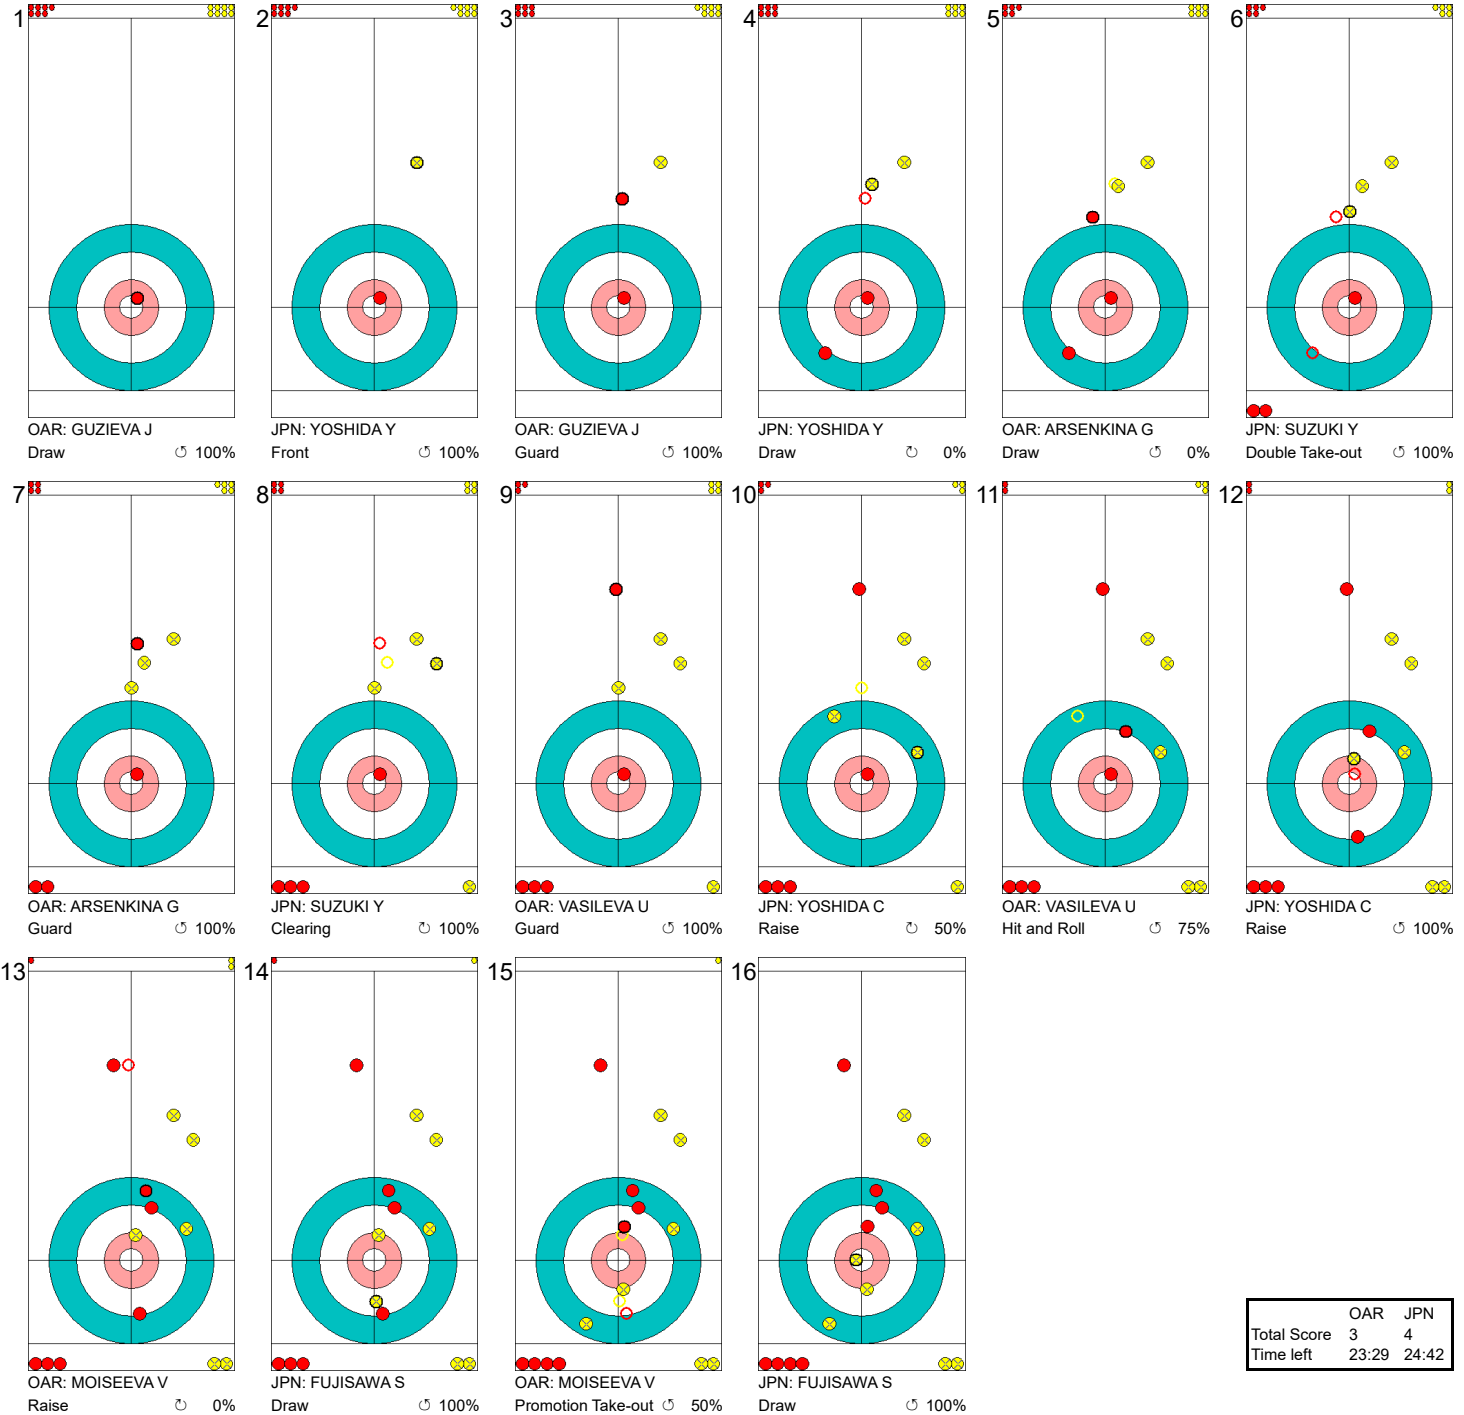 1
OAR: GUZIEVA J
Draw ↺ 100%
2
JPN: YOSHIDA Y
Front ↺ 100%
3
OAR: GUZIEVA J
Guard ↺ 100%
4
JPN: YOSHIDA Y
Draw ↻ 0%
5
OAR: ARSENKINA G
Draw ↺ 0%
6
JPN: SUZUKI Y
Double Take-out ↺ 100%
7
OAR: ARSENKINA G
Guard ↺ 100%
8
JPN: SUZUKI Y
Clearing ↻ 100%
9
OAR: VASILEVA U
Guard ↺ 100%
10
JPN: YOSHIDA C
Raise ↻ 50%
11
OAR: VASILEVA U
Hit and Roll ↺ 75%
12
JPN: YOSHIDA C
Raise ↺ 100%
13
OAR: MOISEEVA V
Raise ↻ 0%
14
JPN: FUJISAWA S
Draw ↺ 100%
15
OAR: MOISEEVA V
Promotion Take-out ↺ 50%
16
JPN: FUJISAWA S
Draw ↺ 100%
OAR JPN
Total Score 3 4
Time left 23:29 24:42